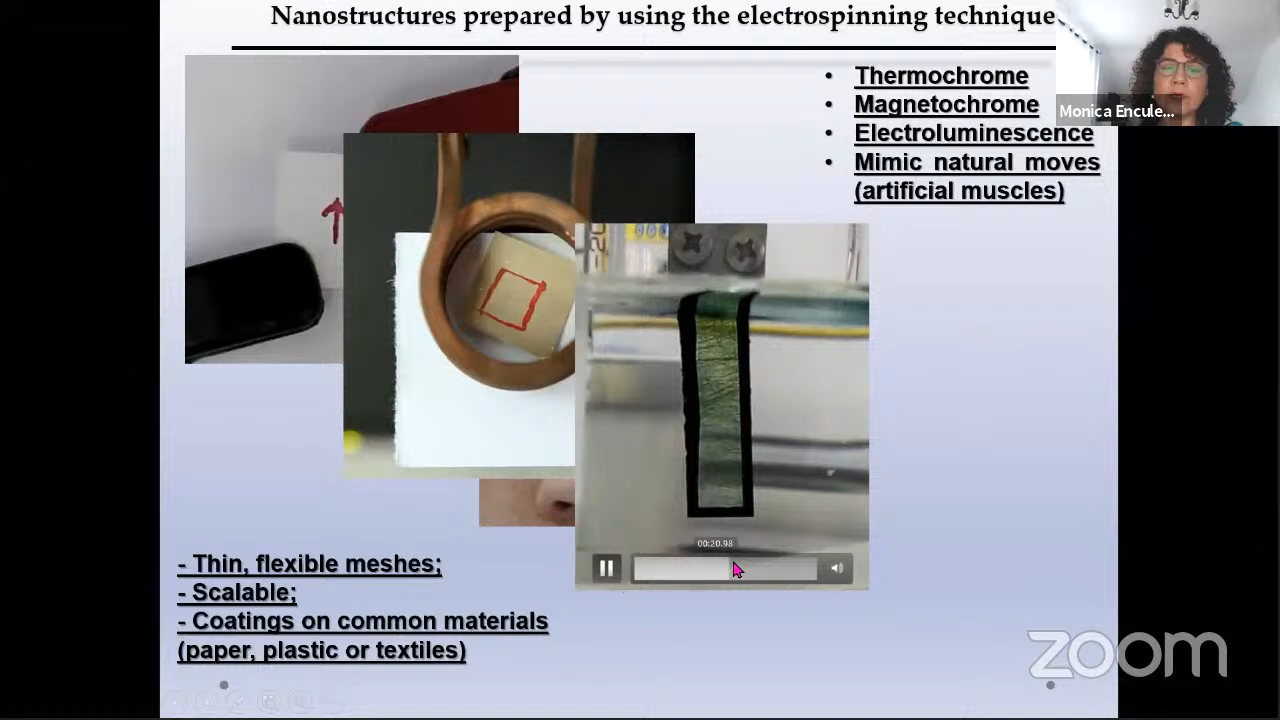 Nanostructures prepared by using the electrospinning technique
Monica Encule...
• Thermochrome
• Magnetochrome
• Electroluminescence
• Mimic natural moves
(artificial muscles)
00:20.98
- Thin, flexible meshes;
- Scalable;
- Coatings on common materials
(paper, plastic or textiles)
zoom